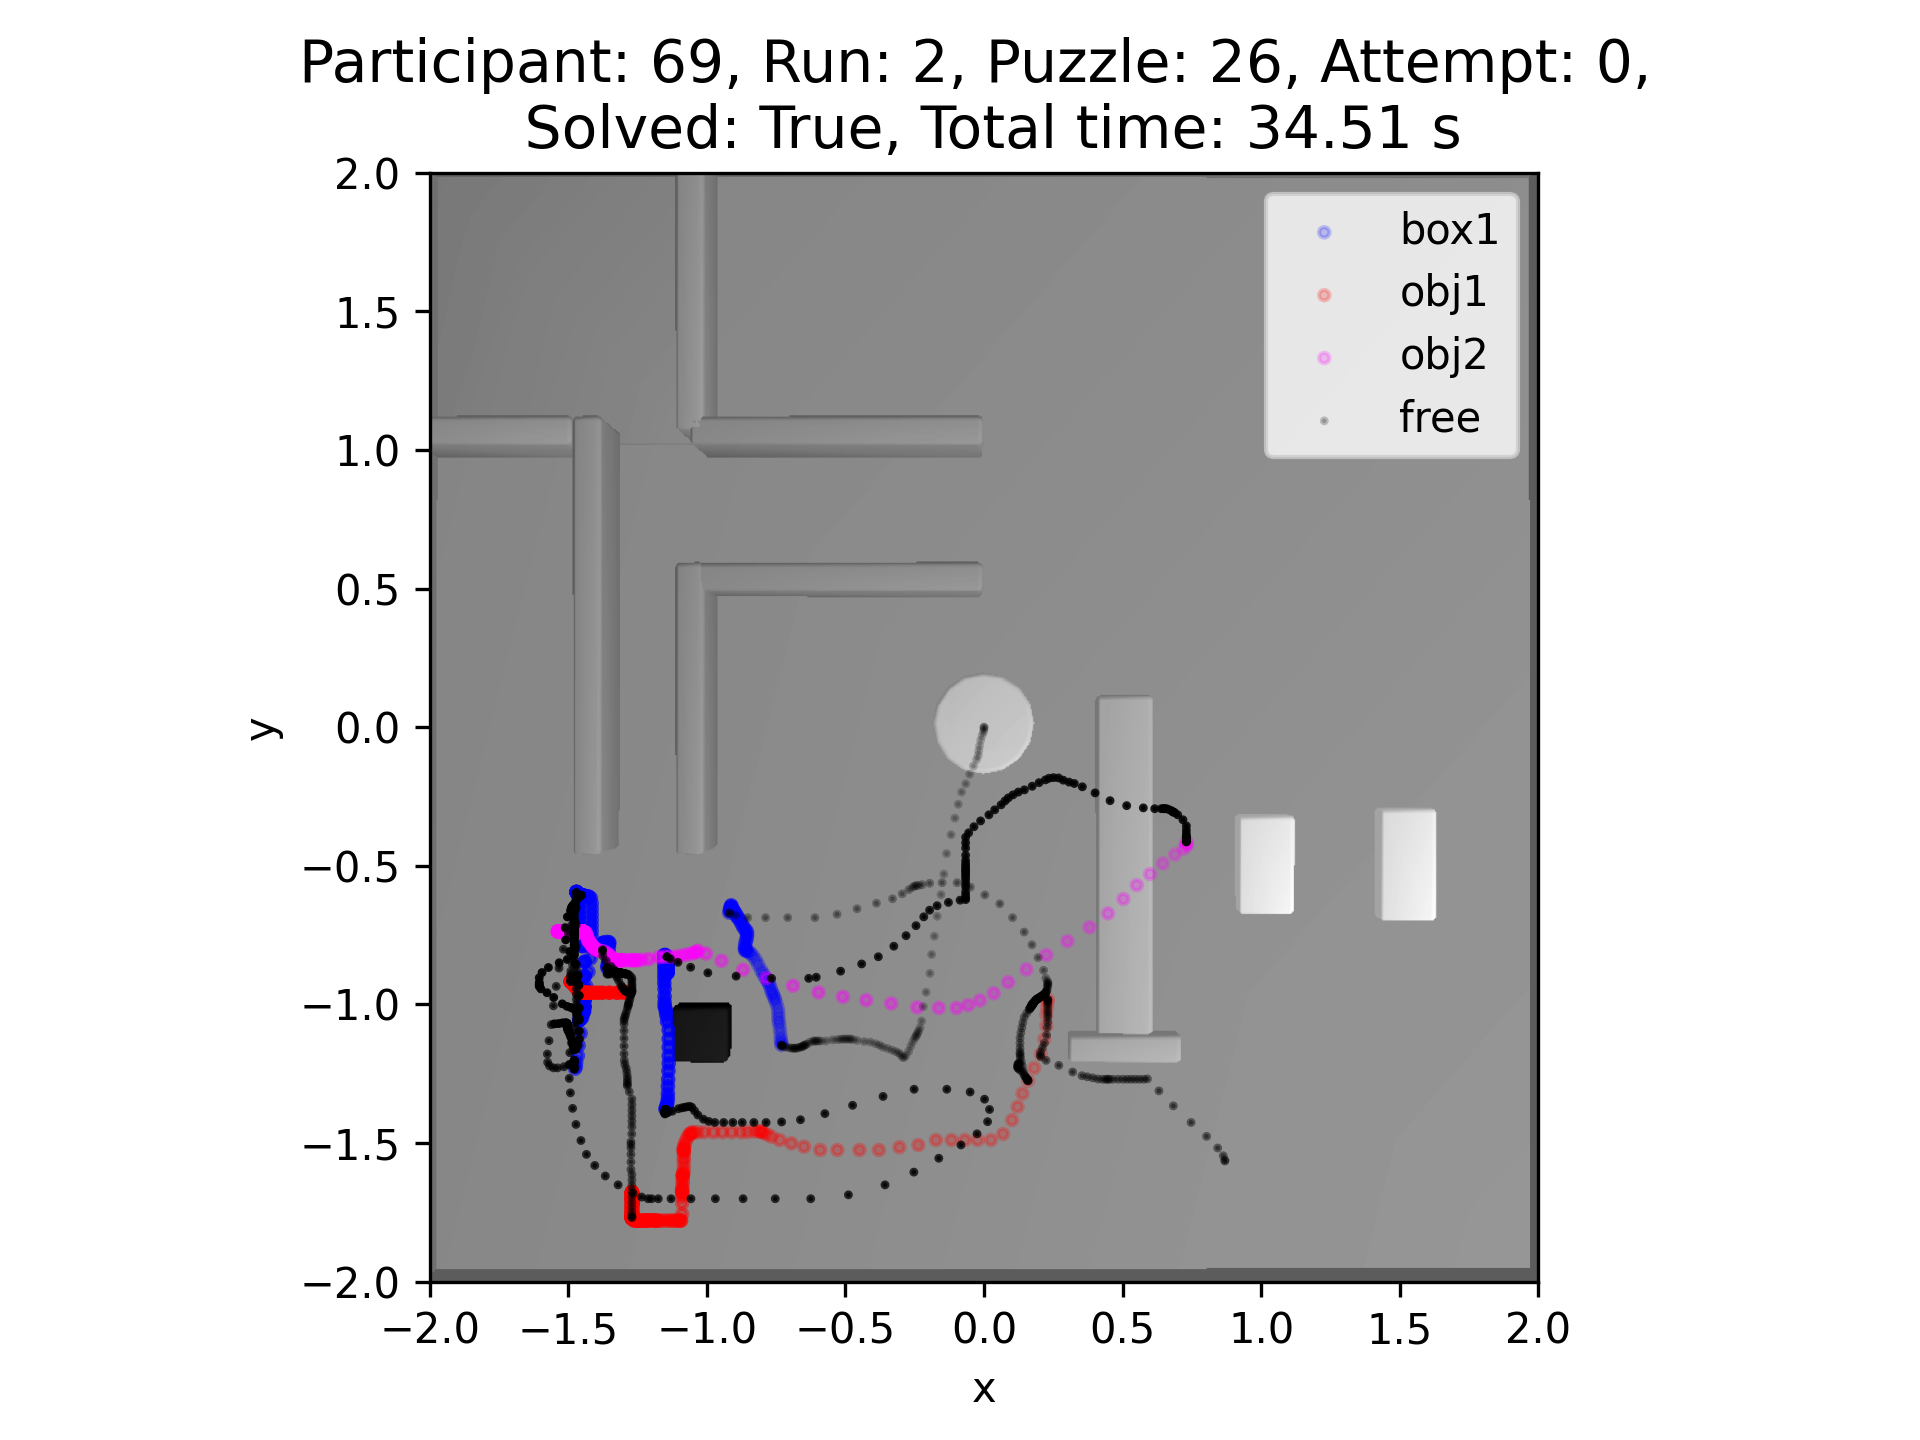 Participant: 69, Run: 2, Puzzle: 26, Attempt: 0,
Solved: True, Total time: 34.51 s
2.0
1.5
1.0
0.5
0.0
−0.5
−1.0
−1.5
−2.0
y
box1
obj1
obj2
free
−2.0 −1.5 −1.0 −0.5 0.0 0.5 1.0 1.5 2.0
x